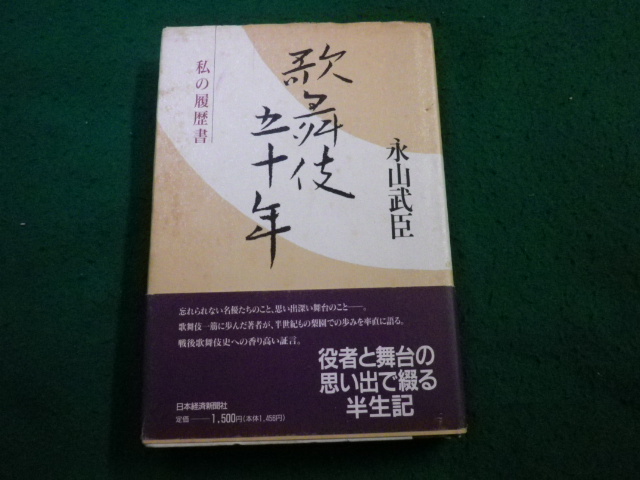 歌舞伎
五十年
私の履歴書
永山武臣
忘れられない名優たちのこと、思い出深い舞台のこと——。
歌舞伎一筋に歩んだ著者が、半世紀もの梨園での歩みを率直に語る。
戦後歌舞伎史への香り高い証言。
役者と舞台の
思い出で綴る
半生記
日本経済新聞社
定価——1,500円(本体1,456円)